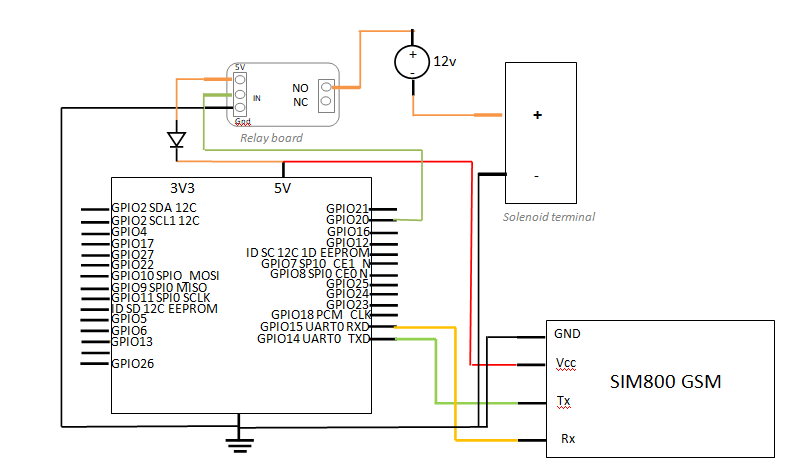 5V
IN
Gnd
NO
NC
Relay board
+
-
12v
+
-
Solenoid terminal
3V3
5V
GPIO2 SDA 12C
GPIO2 SCL1 12C
GPIO4
GPIO17
GPIO27
GPIO22
GPIO10 SPIO_MOSI
GPIO9 SPI0 MISO
GPIO11 SPI0 SCLK
ID SD 12C EEPROM
GPIO5
GPIO6
GPIO13
GPIO26
GPIO21
GPIO20
GPIO16
GPIO12
ID SC 12C 1D EEPROM
GPIO7 SP10_CE1_N
GPIO8 SPI0 CE0 N
GPIO25
GPIO24
GPIO23
GPIO18 PCM_CLK
GPIO15 UART0 RXD
GPIO14 UART0 TXD
GND
Vcc
Tx
Rx
SIM800 GSM